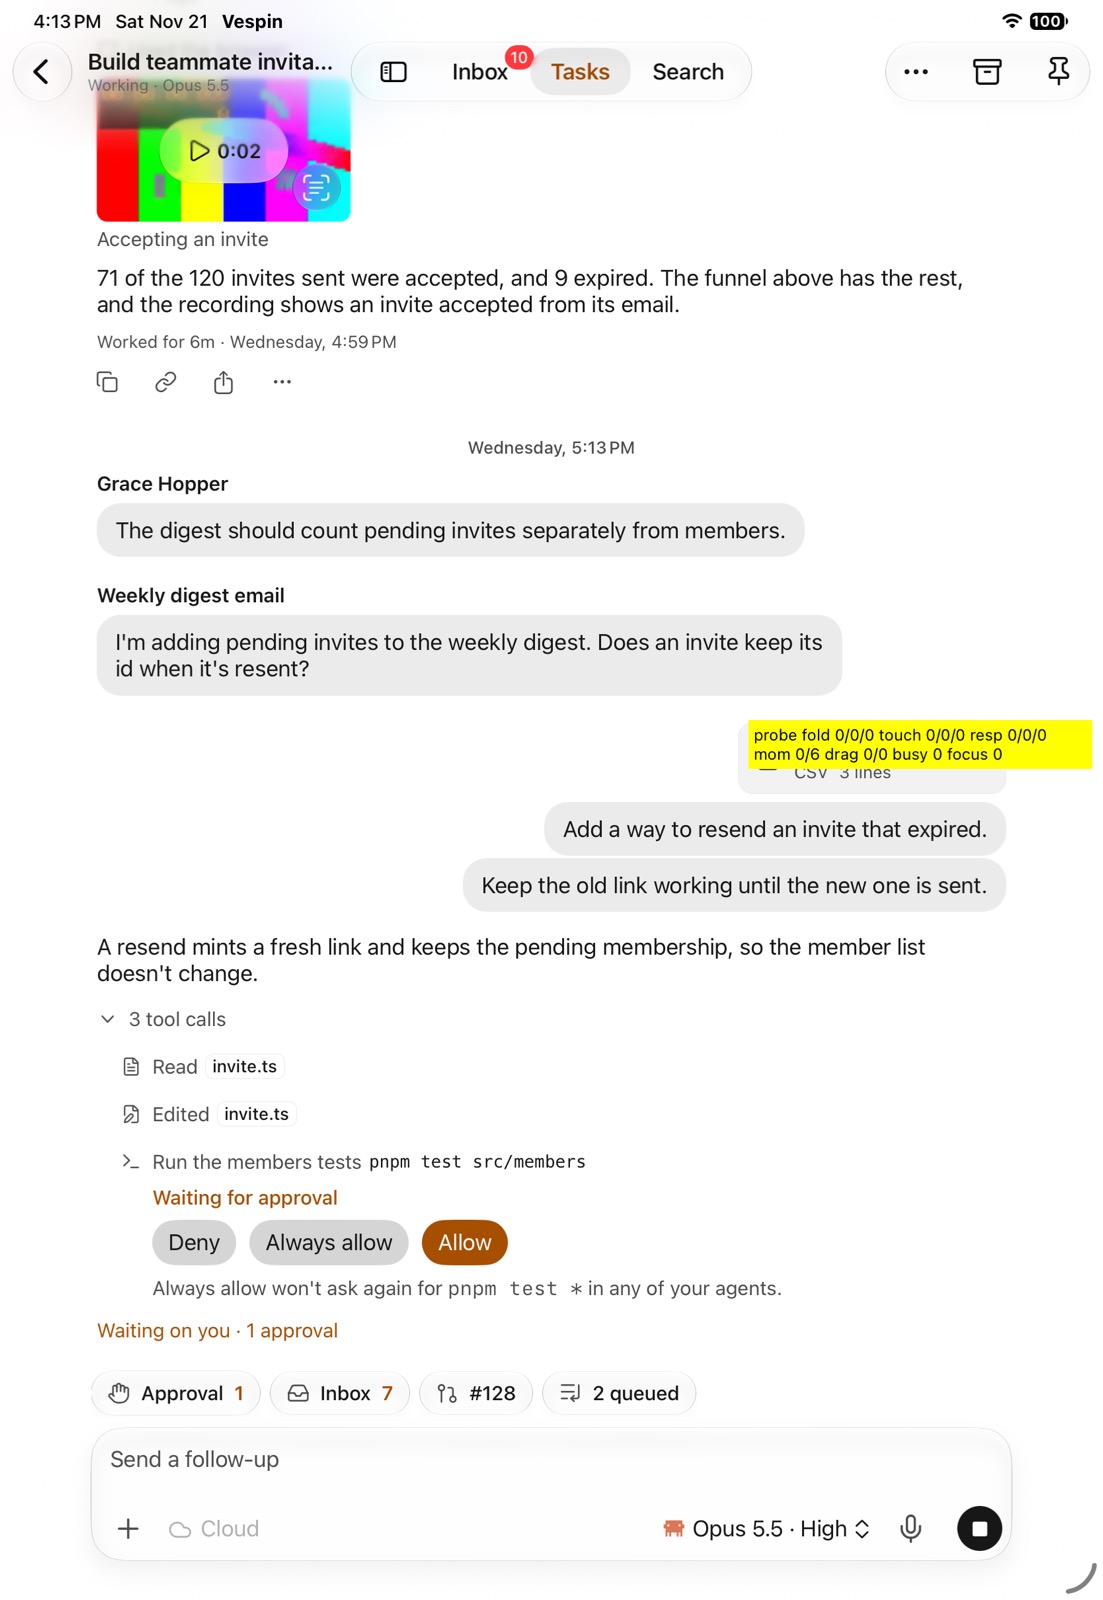 4:13 PM Sat Nov 21 Vespin
100
Build teammate invita...
Working · Opus 5.5
Inbox 10
Tasks
Search
0:02
Accepting an invite
71 of the 120 invites sent were accepted, and 9 expired. The funnel above has the rest,
and the recording shows an invite accepted from its email.
Worked for 6m · Wednesday, 4:59 PM
Wednesday, 5:13 PM
Grace Hopper
The digest should count pending invites separately from members.
Weekly digest email
I'm adding pending invites to the weekly digest. Does an invite keep its
id when it's resent?
probe fold 0/0/0 touch 0/0/0 resp 0/0/0
mom 0/6 drag 0/0 busy 0 focus 0
CSV 3 lines
Add a way to resend an invite that expired.
Keep the old link working until the new one is sent.
A resend mints a fresh link and keeps the pending membership, so the member list
doesn't change.
3 tool calls
Read invite.ts
Edited invite.ts
Run the members tests pnpm test src/members
Waiting for approval
Deny
Always allow
Allow
Always allow won't ask again for pnpm test * in any of your agents.
Waiting on you · 1 approval
Approval 1
Inbox 7
#128
2 queued
Send a follow-up
Cloud
Opus 5.5 · High